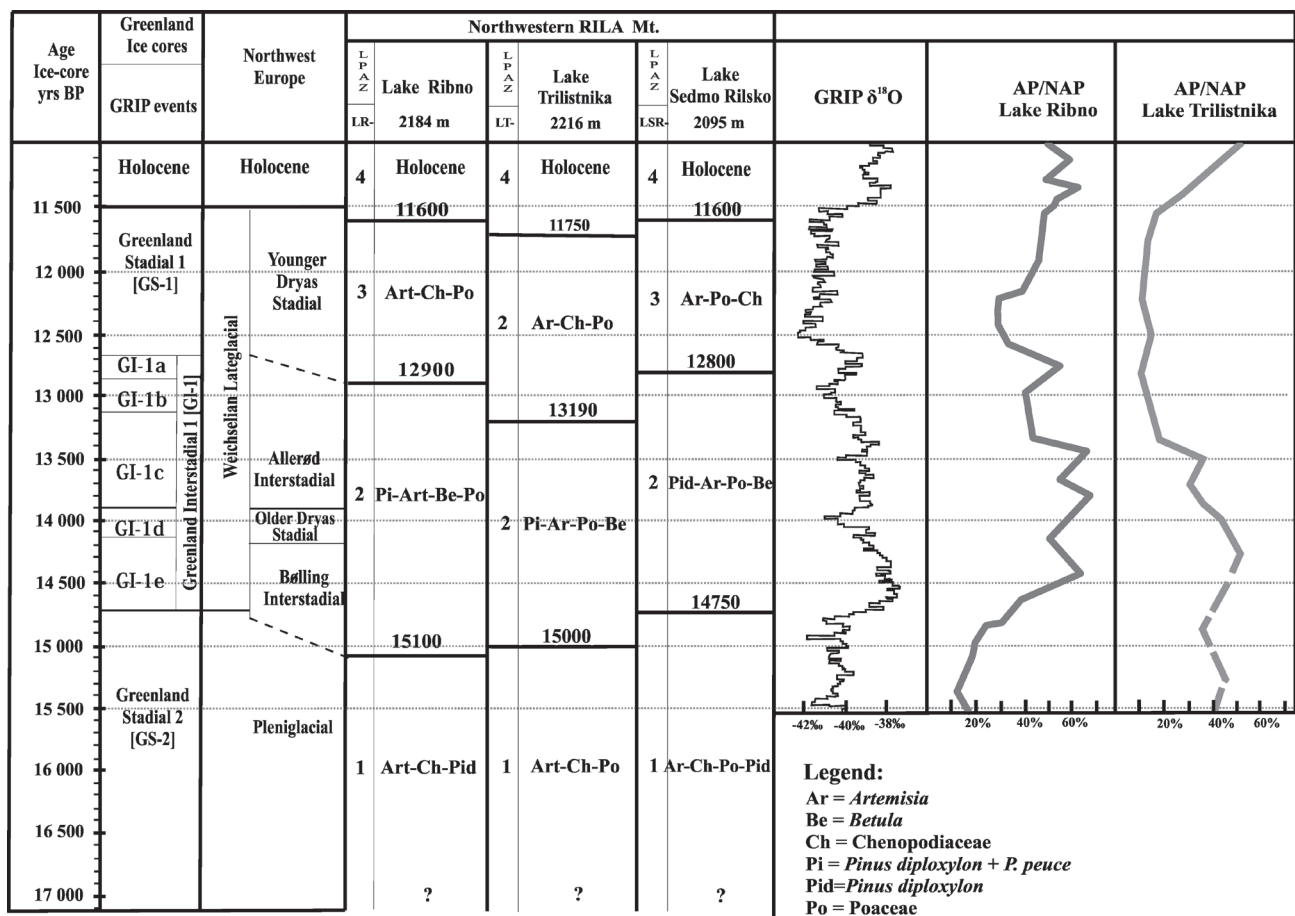 Northwestern RILA Mt.
Age
Ice-core
yrs BP
Greenland
Ice cores
GRIP events
Northwest
Europe
L
P
A
Z
LR-
Lake Ribno
2184 m
L
P
A
Z
LT-
Lake
Trilistnika
2216 m
L
P
A
Z
LSR-
Lake
Sedmo Rilsko
2095 m
GRIP δ¹⁸O
AP/NAP
Lake Ribno
AP/NAP
Lake Trilistnika
11 500
12 000
12 500
13 000
13 500
14 000
14 500
15 000
15 500
16 000
16 500
17 000
Holocene
Greenland
Stadial 1
[GS-1]
GI-1a
GI-1b
GI-1c
GI-1d
GI-1e
Greenland Interstadial 1 [GI-1]
Greenland
Stadial 2
[GS-2]
Holocene
Weichselian Lateglacial
Younger
Dryas
Stadial
Allerød
Interstadial
Older Dryas
Stadial
Bølling
Interstadial
Pleniglacial
4 Holocene
11600
3 Art-Ch-Po
12900
2 Pi-Art-Be-Po
15100
1 Art-Ch-Pid
?
4 Holocene
11750
2 Ar-Ch-Po
13190
2 Pi-Ar-Po-Be
15000
1 Art-Ch-Po
?
4 Holocene
11600
3 Ar-Po-Ch
12800
2 Pid-Ar-Po-Be
14750
1 Ar-Ch-Po-Pid
?
-42‰ -40‰ -38‰
20% 40% 60%
20% 40% 60%
Legend:
Ar = Artemisia
Be = Betula
Ch = Chenopodiaceae
Pi = Pinus diploxylon + P. peuce
Pid=Pinus diploxylon
Po = Poaceae